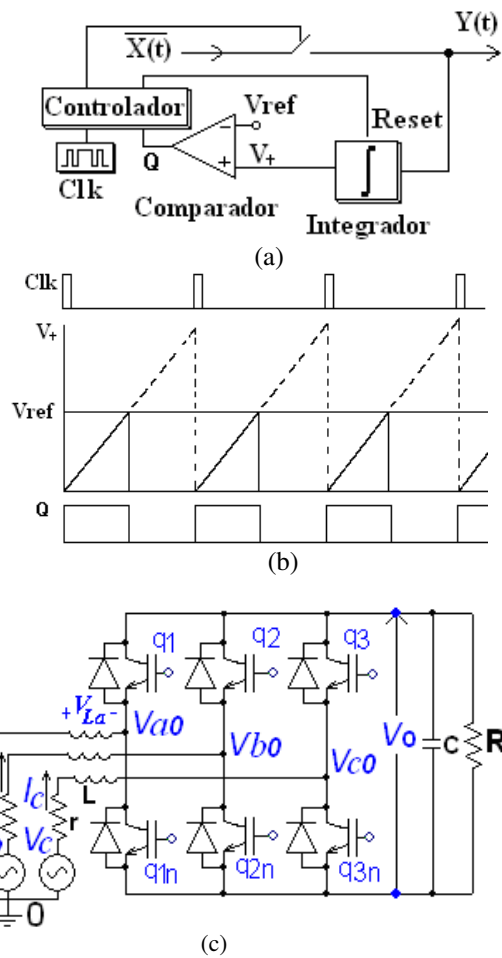 X(t)
Y(t)
Controlador
Vref
Reset
Q
V+
Clk
Comparador
Integrador
(a)
Clk
V+
Vref
Q
(b)
q1
q2
q3
+VLa-
Va0
Vb0
Vc0
Vo
C
R
Ic
L
r
Vc
q1n
q2n
q3n
0
(c)